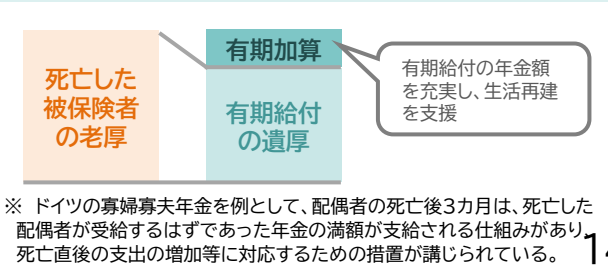 死亡した
被保険者
の老厚
有期加算
有期給付
の遺厚
有期給付の年金額
を充実し、生活再建
を支援
※ ドイツの寡婦寡夫年金を例として、配偶者の死亡後3カ月は、死亡した
配偶者が受給するはずであった年金の満額が支給される仕組みがあり、
死亡直後の支出の増加等に対応するための措置が講じられている。